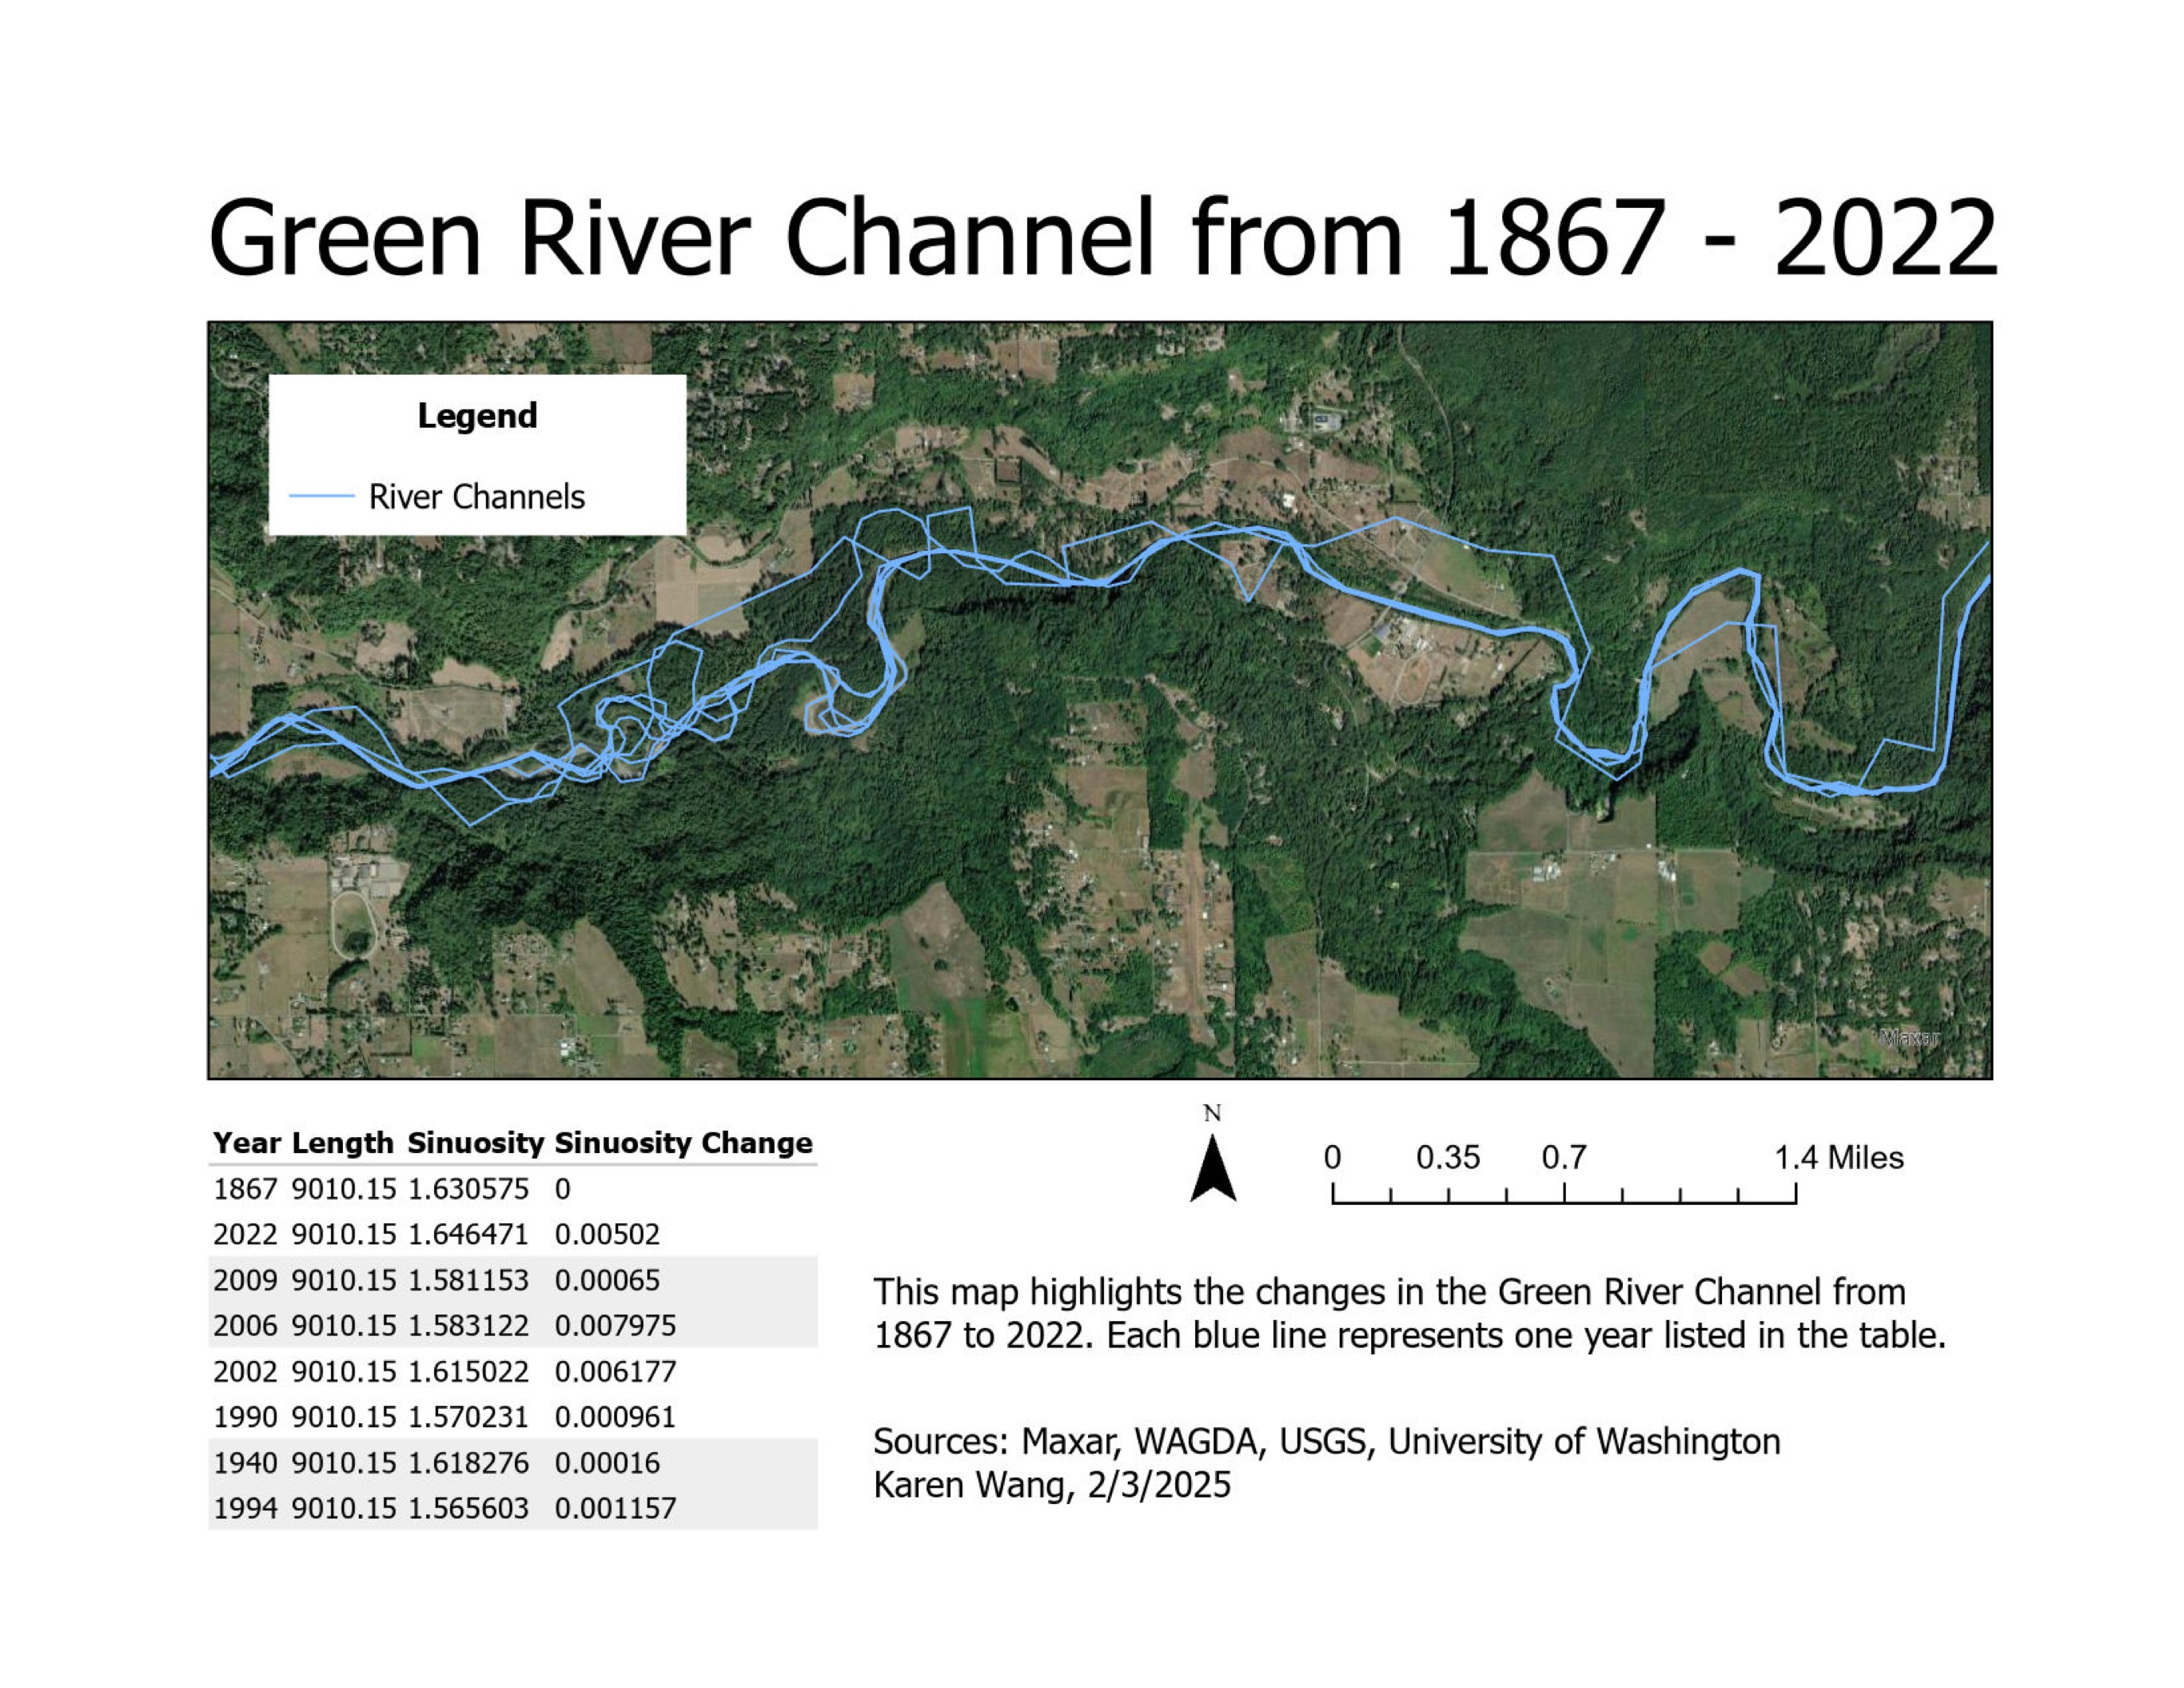 Green River Channel from 1867 - 2022
Legend
River Channels
Maxar
Year Length Sinuosity Sinuosity Change
1867 9010.15 1.630575 0
2022 9010.15 1.646471 0.00502
2009 9010.15 1.581153 0.00065
2006 9010.15 1.583122 0.007975
2002 9010.15 1.615022 0.006177
1990 9010.15 1.570231 0.000961
1940 9010.15 1.618276 0.00016
1994 9010.15 1.565603 0.001157
N
0 0.35 0.7 1.4 Miles
This map highlights the changes in the Green River Channel from
1867 to 2022. Each blue line represents one year listed in the table.
Sources: Maxar, WAGDA, USGS, University of Washington
Karen Wang, 2/3/2025